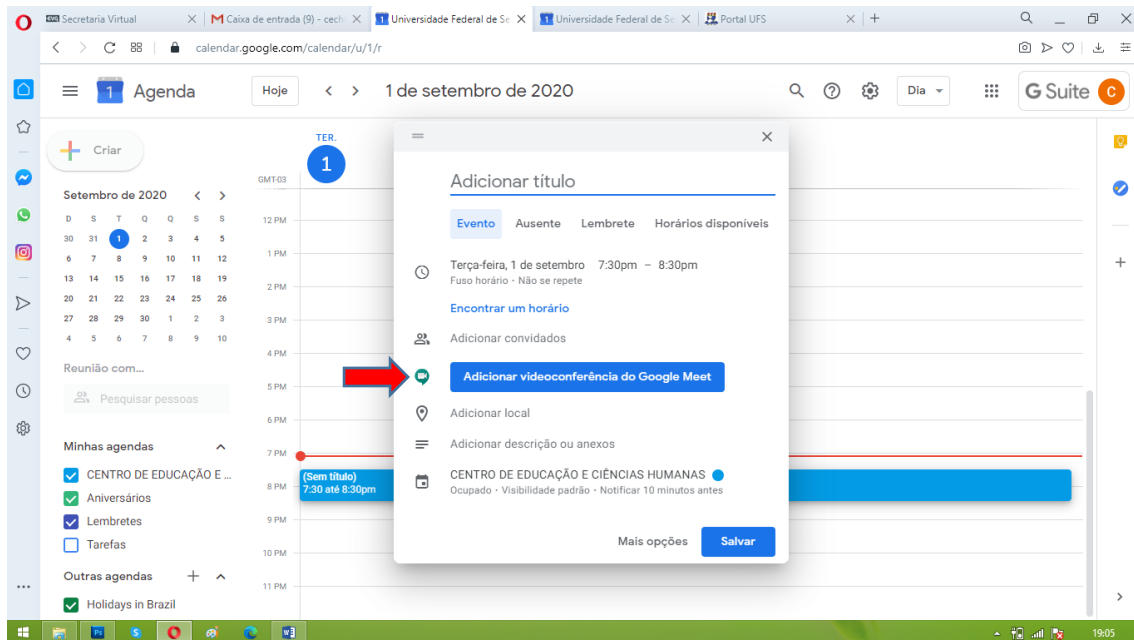 Secretaria Virtual
Caixa de entrada (9) - cech
Universidade Federal de Se
Universidade Federal de Se
Portal UFS
calendar.google.com/calendar/u/1/r
1
Agenda
Hoje
1 de setembro de 2020
Dia
G Suite
C
Criar
TER.
1
GMT-03
Setembro de 2020
D S T Q Q S S
30 31 1 2 3 4 5
6 7 8 9 10 11 12
13 14 15 16 17 18 19
20 21 22 23 24 25 26
27 28 29 30 1 2 3
4 5 6 7 8 9 10
Reunião com...
Pesquisar pessoas
Minhas agendas
CENTRO DE EDUCAÇÃO E ...
Aniversários
Lembretes
Tarefas
Outras agendas
Holidays in Brazil
12 PM
1 PM
2 PM
3 PM
4 PM
5 PM
6 PM
7 PM
8 PM
9 PM
10 PM
11 PM
(Sem título)
7:30 até 8:30pm
Adicionar título
Evento Ausente Lembrete Horários disponíveis
Terça-feira, 1 de setembro 7:30pm – 8:30pm
Fuso horário · Não se repete
Encontrar um horário
Adicionar convidados
Adicionar videoconferência do Google Meet
Adicionar local
Adicionar descrição ou anexos
CENTRO DE EDUCAÇÃO E CIÊNCIAS HUMANAS
Ocupado · Visibilidade padrão · Notificar 10 minutos antes
Mais opções
Salvar
Ps
19:05